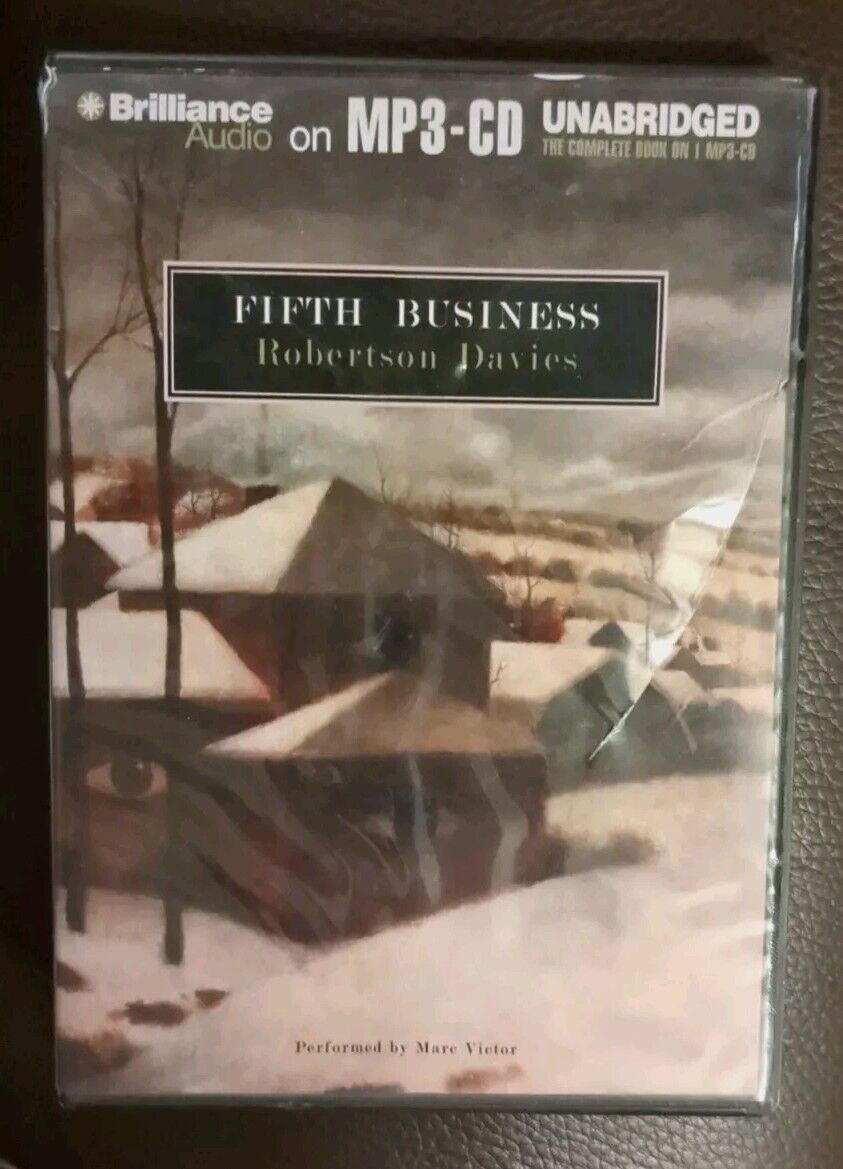 Brilliance
Audio on MP3-CD
UNABRIDGED
THE COMPLETE BOOK ON 1 MP3-CD
FIFTH BUSINESS
Robertson Davies
Performed by Marc Victor